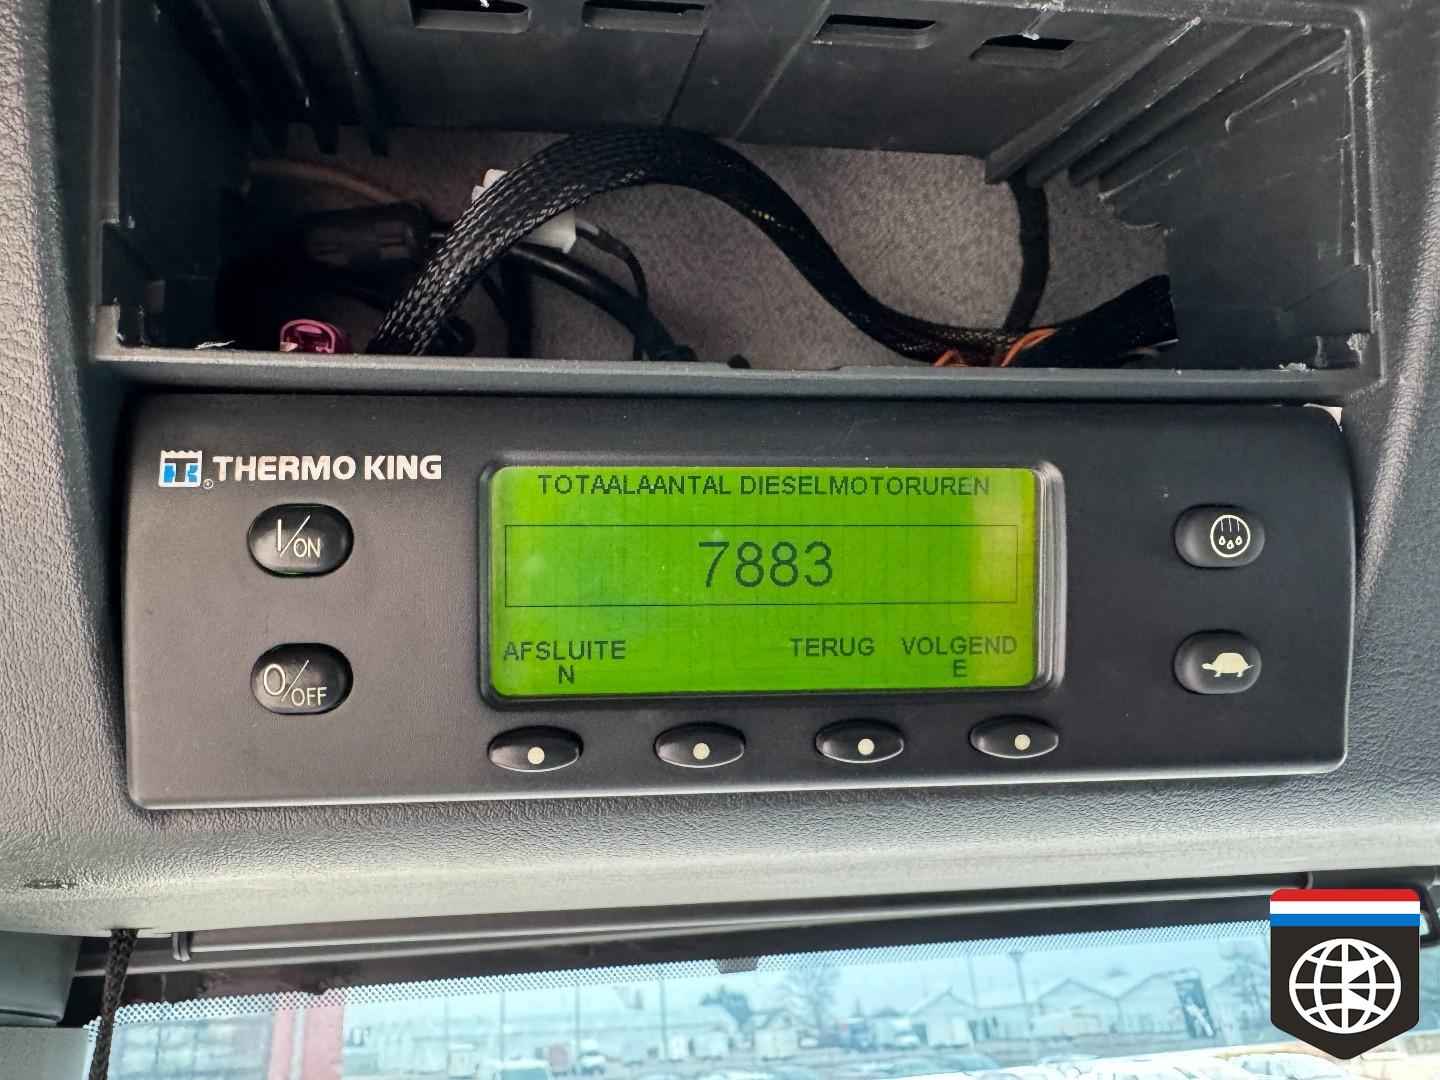 THERMO KING
TOTAALAANTAL DIESELMOTORUREN
7883
AFSLUITE
N
TERUG
VOLGEND
E
I/ON
O/OFF